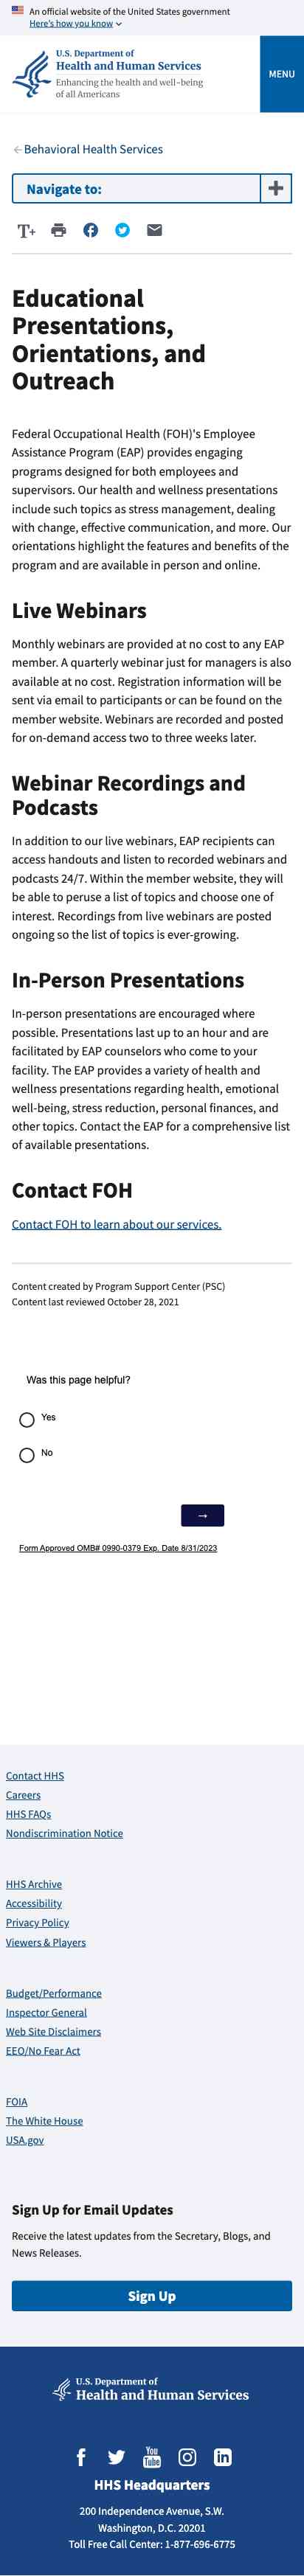 An official website of the United States government
Here's how you know
U.S. Department of
Health and Human Services
Enhancing the health and well-being
of all Americans
MENU
Behavioral Health Services
Navigate to:
T+
Educational
Presentations,
Orientations, and
Outreach
Federal Occupational Health (FOH)'s Employee
Assistance Program (EAP) provides engaging
programs designed for both employees and
supervisors. Our health and wellness presentations
include such topics as stress management, dealing
with change, effective communication, and more. Our
orientations highlight the features and benefits of the
program and are available in person and online.
Live Webinars
Monthly webinars are provided at no cost to any EAP
member. A quarterly webinar just for managers is also
available at no cost. Registration information will be
sent via email to participants or can be found on the
member website. Webinars are recorded and posted
for on-demand access two to three weeks later.
Webinar Recordings and
Podcasts
In addition to our live webinars, EAP recipients can
access handouts and listen to recorded webinars and
podcasts 24/7. Within the member website, they will
be able to peruse a list of topics and choose one of
interest. Recordings from live webinars are posted
ongoing so the list of topics is ever-growing.
In-Person Presentations
In-person presentations are encouraged where
possible. Presentations last up to an hour and are
facilitated by EAP counselors who come to your
facility. The EAP provides a variety of health and
wellness presentations regarding health, emotional
well-being, stress reduction, personal finances, and
other topics. Contact the EAP for a comprehensive list
of available presentations.
Contact FOH
Contact FOH to learn about our services.
Content created by Program Support Center (PSC)
Content last reviewed October 28, 2021
Was this page helpful?
Yes
No
→
Form Approved OMB# 0990-0379 Exp. Date 8/31/2023
Contact HHS
Careers
HHS FAQs
Nondiscrimination Notice
HHS Archive
Accessibility
Privacy Policy
Viewers & Players
Budget/Performance
Inspector General
Web Site Disclaimers
EEO/No Fear Act
FOIA
The White House
USA.gov
Sign Up for Email Updates
Receive the latest updates from the Secretary, Blogs, and
News Releases.
Sign Up
U.S. Department of
Health and Human Services
You Tube
HHS Headquarters
200 Independence Avenue, S.W.
Washington, D.C. 20201
Toll Free Call Center: 1-877-696-6775